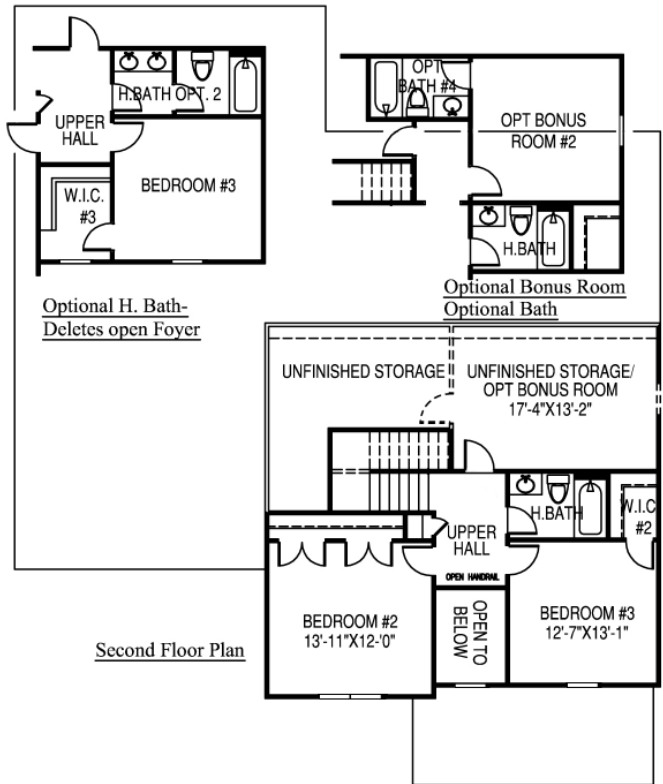 H.BATH OPT. 2
UPPER
HALL
BEDROOM #3
W.I.C.
#3
Optional H. Bath-
Deletes open Foyer
OPT
BATH #4
OPT BONUS
ROOM #2
H.BATH
Optional Bonus Room
Optional Bath
UNFINISHED STORAGE
UNFINISHED STORAGE/
OPT BONUS ROOM
17'-4"X13'-2"
H.BATH
W.I.C
#2
UPPER
HALL
OPEN HANDRAIL
BEDROOM #2
13'-11"X12'-0"
OPEN TO
BELOW
BEDROOM #3
12'-7"X13'-1"
Second Floor Plan